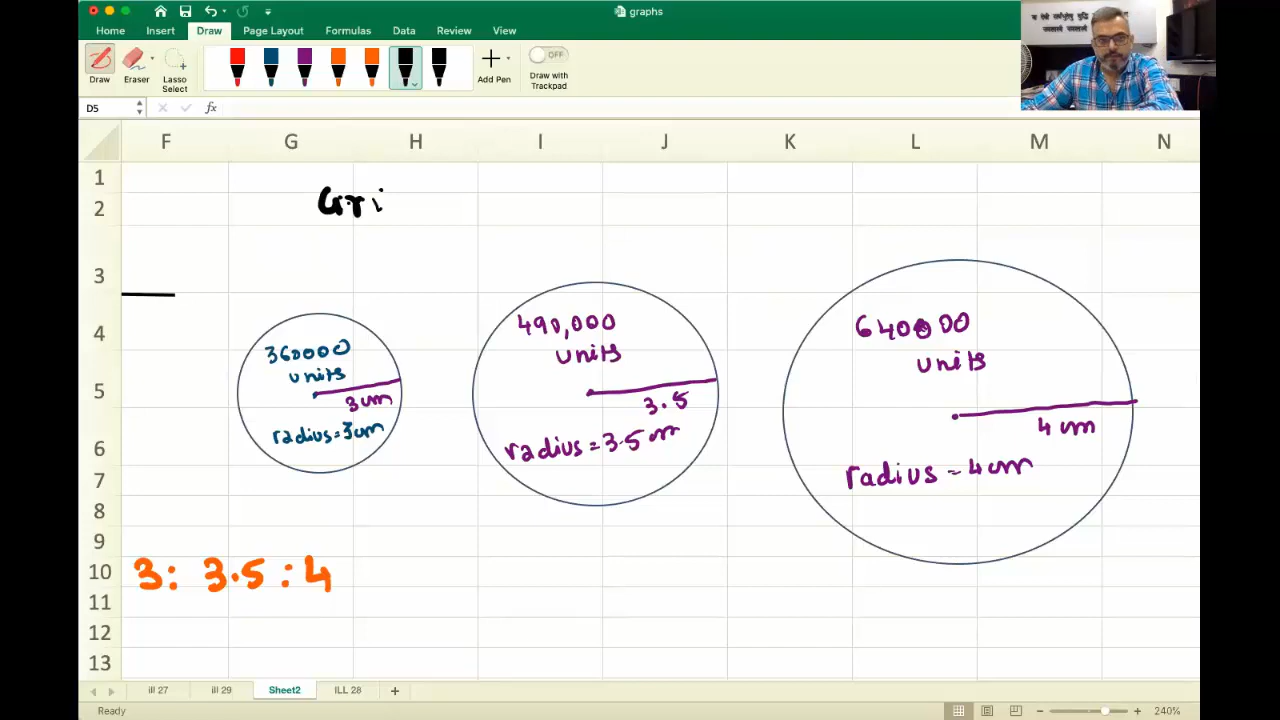 graphs
Home Insert Draw Page Layout Formulas Data Review View
Draw Eraser Lasso Select Add Pen OFF Draw with Trackpad
D5 fx
F G H I J K L M N
1
2 Gri
3
4
5
6
7
8
9
10
11
12
13
360000
units
3cm
radius=3cm
490,000
units
3.5
radius=3.5cm
640000
units
4 cm
radius=4cm
3: 3.5:4
ill 27 ill 29 Sheet2 ILL 28 +
Ready 240%